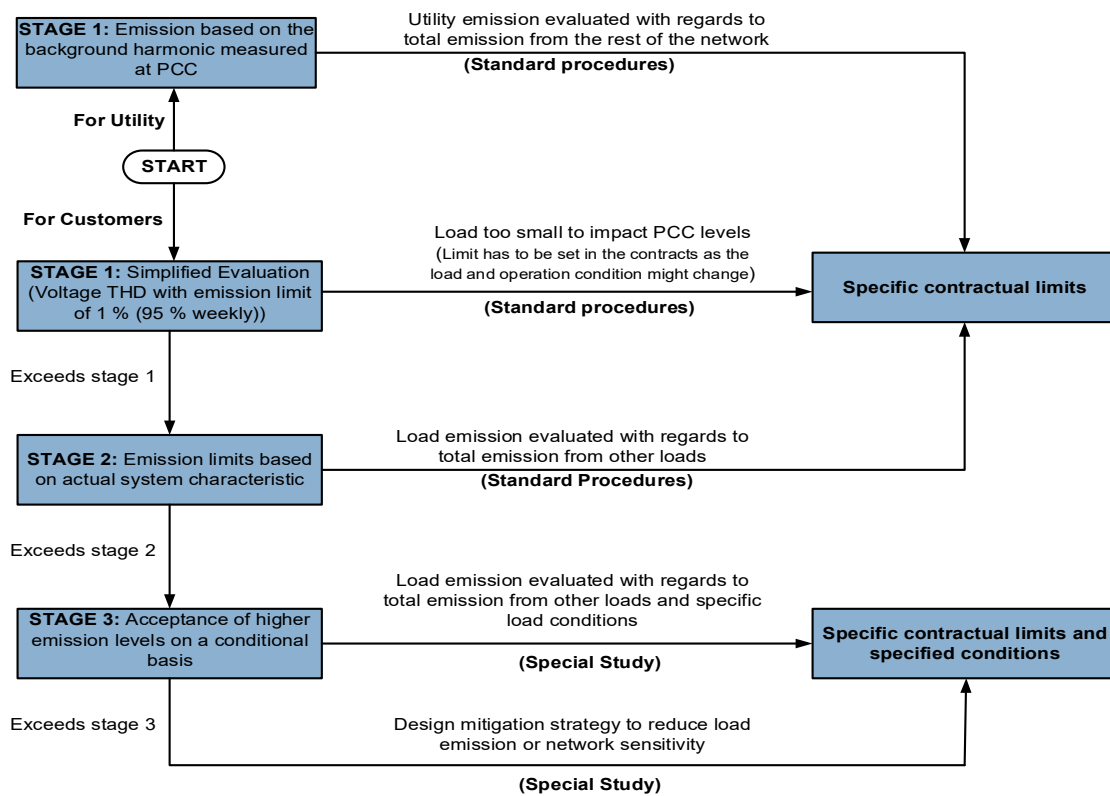 STAGE 1: Emission based on the
background harmonic measured
at PCC
Utility emission evaluated with regards to
total emission from the rest of the network
(Standard procedures)
For Utility
START
For Customers
STAGE 1: Simplified Evaluation
(Voltage THD with emission limit
of 1 % (95 % weekly))
Load too small to impact PCC levels
(Limit has to be set in the contracts as the
load and operation condition might change)
(Standard procedures)
Specific contractual limits
Exceeds stage 1
STAGE 2: Emission limits based
on actual system characteristic
Load emission evaluated with regards to
total emission from other loads
(Standard Procedures)
Exceeds stage 2
STAGE 3: Acceptance of higher
emission levels on a conditional
basis
Load emission evaluated with regards to
total emission from other loads and specific
load conditions
(Special Study)
Specific contractual limits and
specified conditions
Exceeds stage 3
Design mitigation strategy to reduce load
emission or network sensitivity
(Special Study)